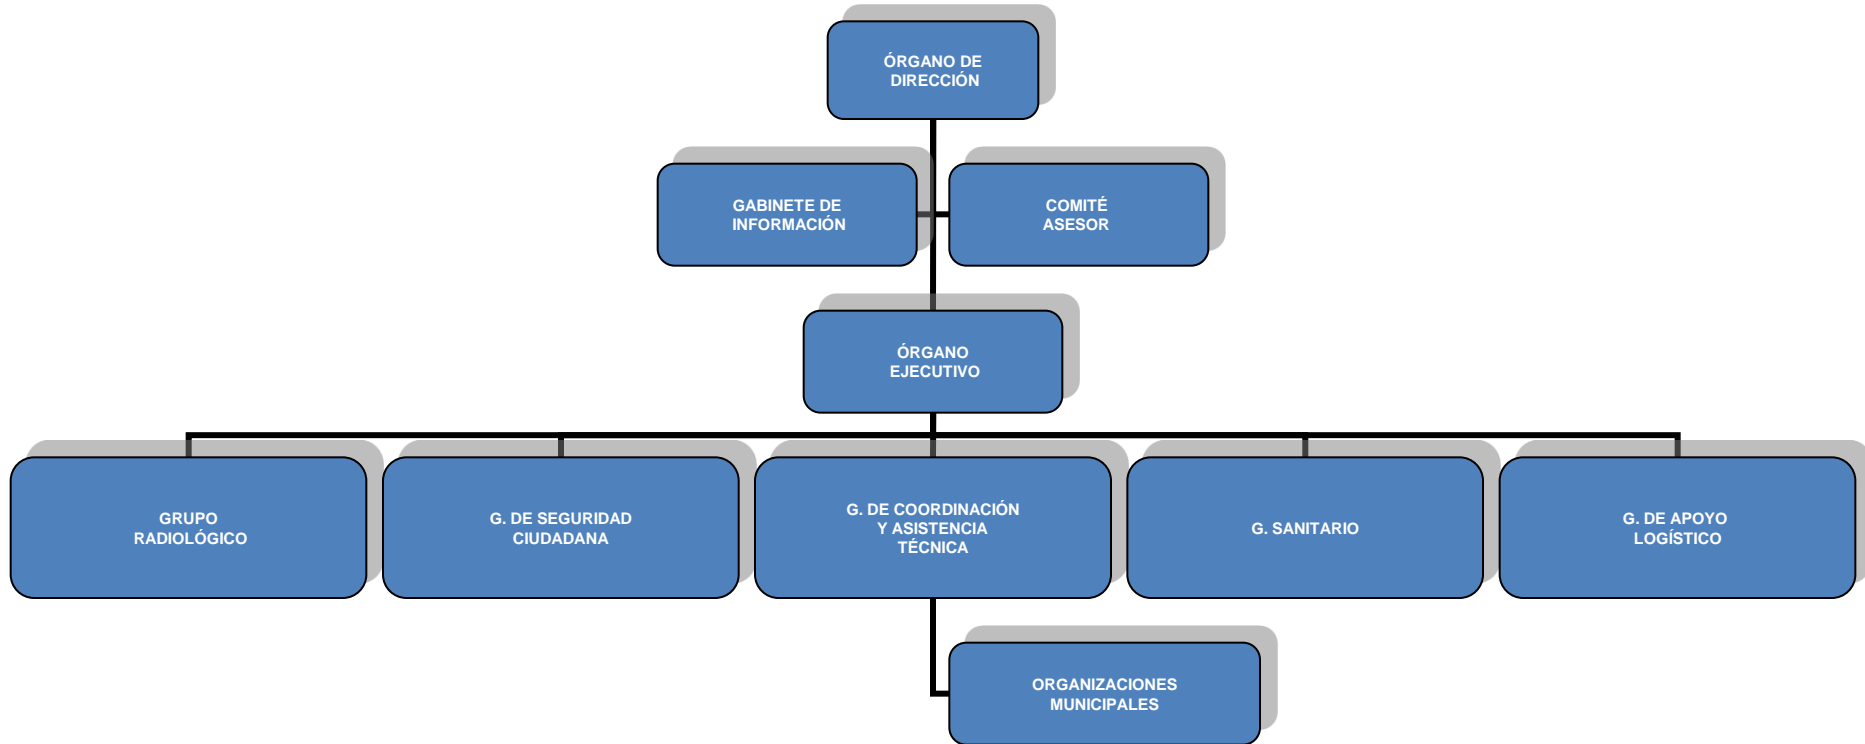 ÓRGANO DE
DIRECCIÓN
GABINETE DE
INFORMACIÓN
COMITÉ
ASESOR
ÓRGANO
EJECUTIVO
GRUPO
RADIOLÓGICO
G. DE SEGURIDAD
CIUDADANA
G. DE COORDINACIÓN
Y ASISTENCIA
TÉCNICA
G. SANITARIO
G. DE APOYO
LOGÍSTICO
ORGANIZACIONES
MUNICIPALES